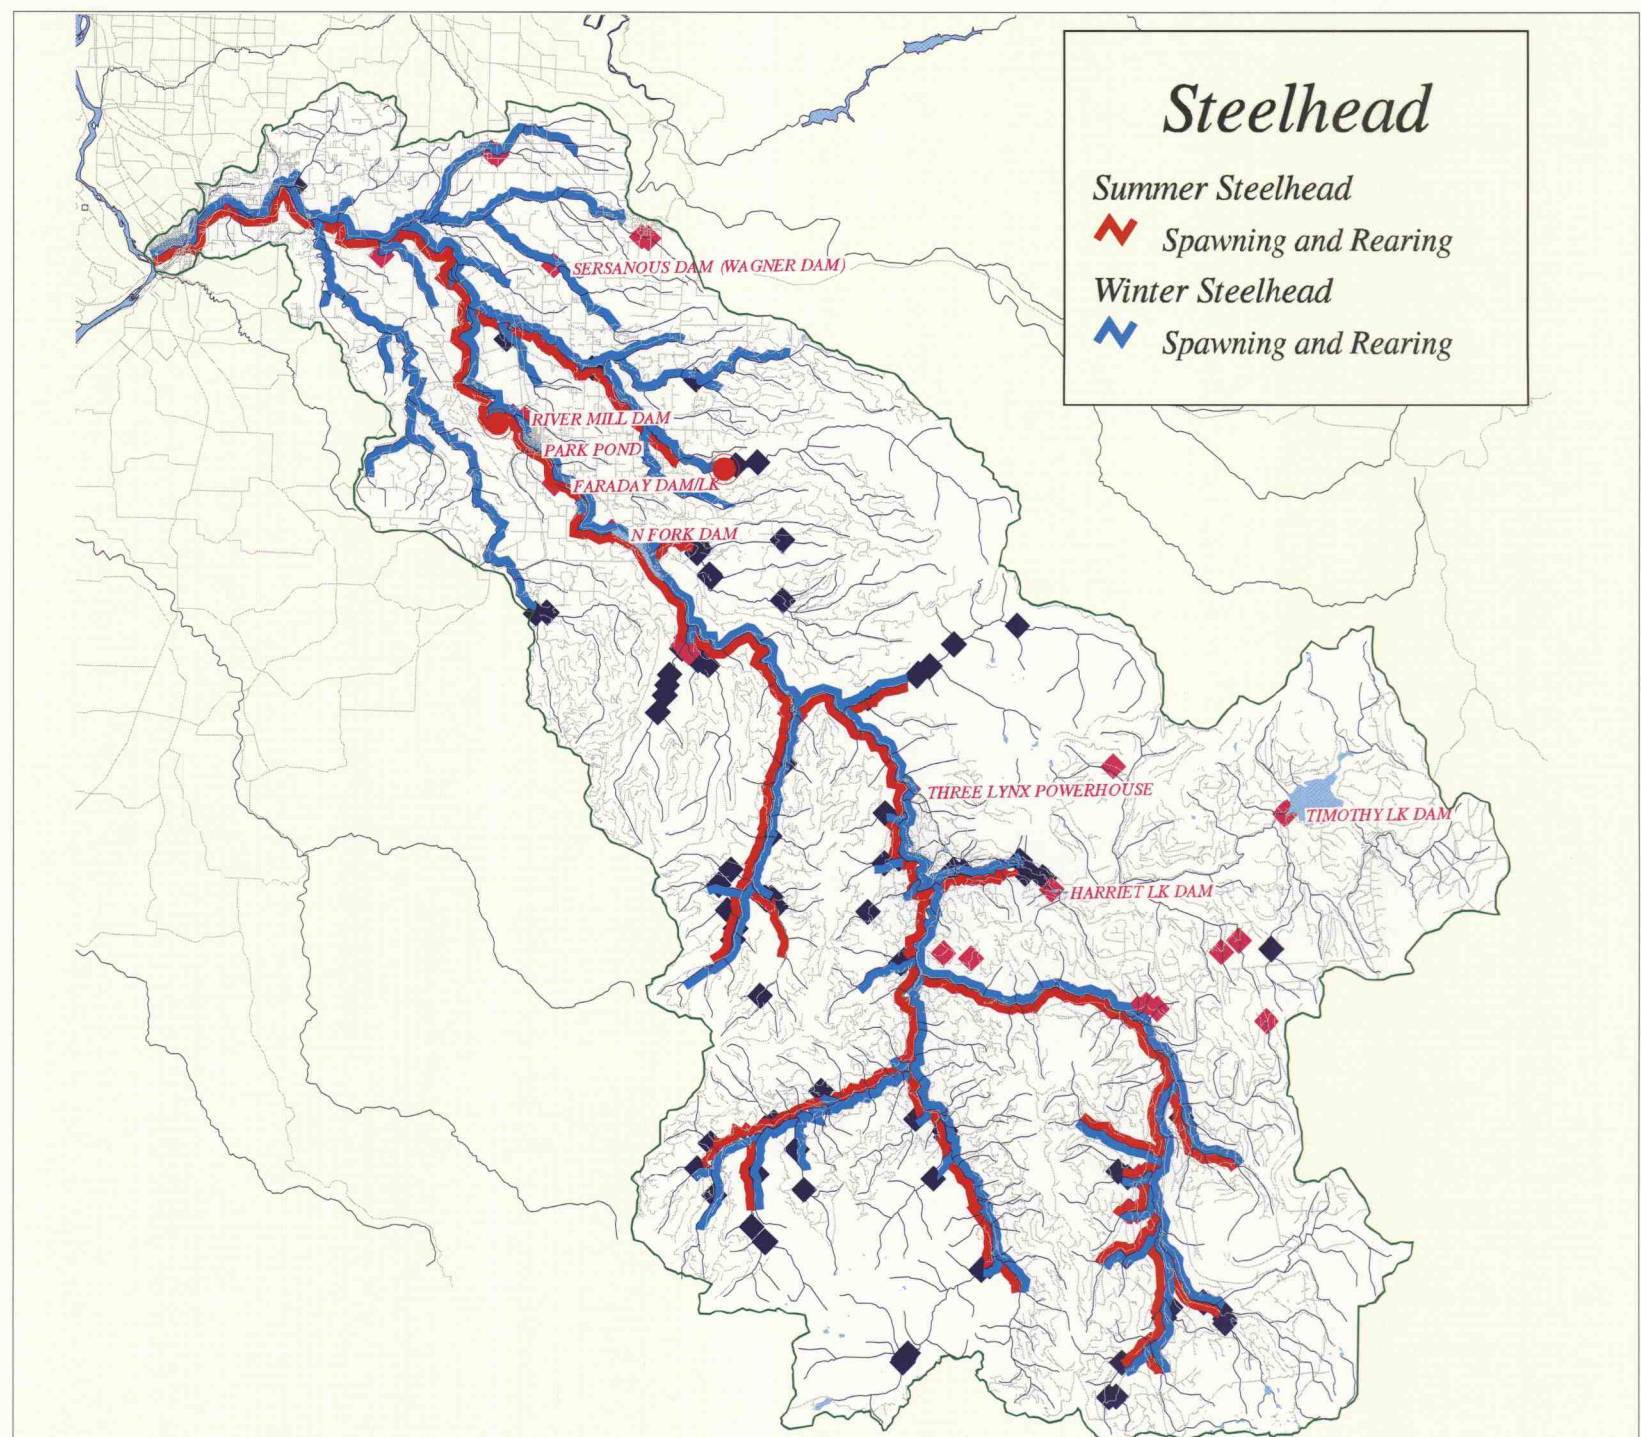 Steelhead
Summer Steelhead
Spawning and Rearing
Winter Steelhead
Spawning and Rearing
SERSANOUS DAM (WAGNER DAM)
RIVER MILL DAM
PARK POND
FARADAY DAM/LK
N FORK DAM
THREE LYNX POWERHOUSE
TIMOTHY LK DAM
HARRIET LK DAM